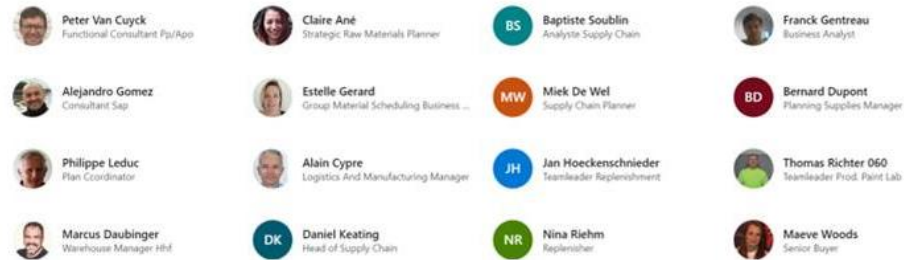 Peter Van Cuyck
Functional Consultant Pp/Apo
Claire Ané
Strategic Raw Materials Planner
BS
Baptiste Soublin
Analyste Supply Chain
Franck Gentreau
Business Analyst
Alejandro Gomez
Consultant Sap
Estelle Gerard
Group Material Scheduling Business ...
MW
Miek De Wel
Supply Chain Planner
BD
Bernard Dupont
Planning Supplies Manager
Philippe Leduc
Plan Coordinator
Alain Cypre
Logistics And Manufacturing Manager
JH
Jan Hoeckenschnieder
Teamleader Replenishment
Thomas Richter 060
Teamleader Prod. Paint Lab
Marcus Daubinger
Warehouse Manager Hhf
DK
Daniel Keating
Head of Supply Chain
NR
Nina Riehm
Replenisher
Maeve Woods
Senior Buyer